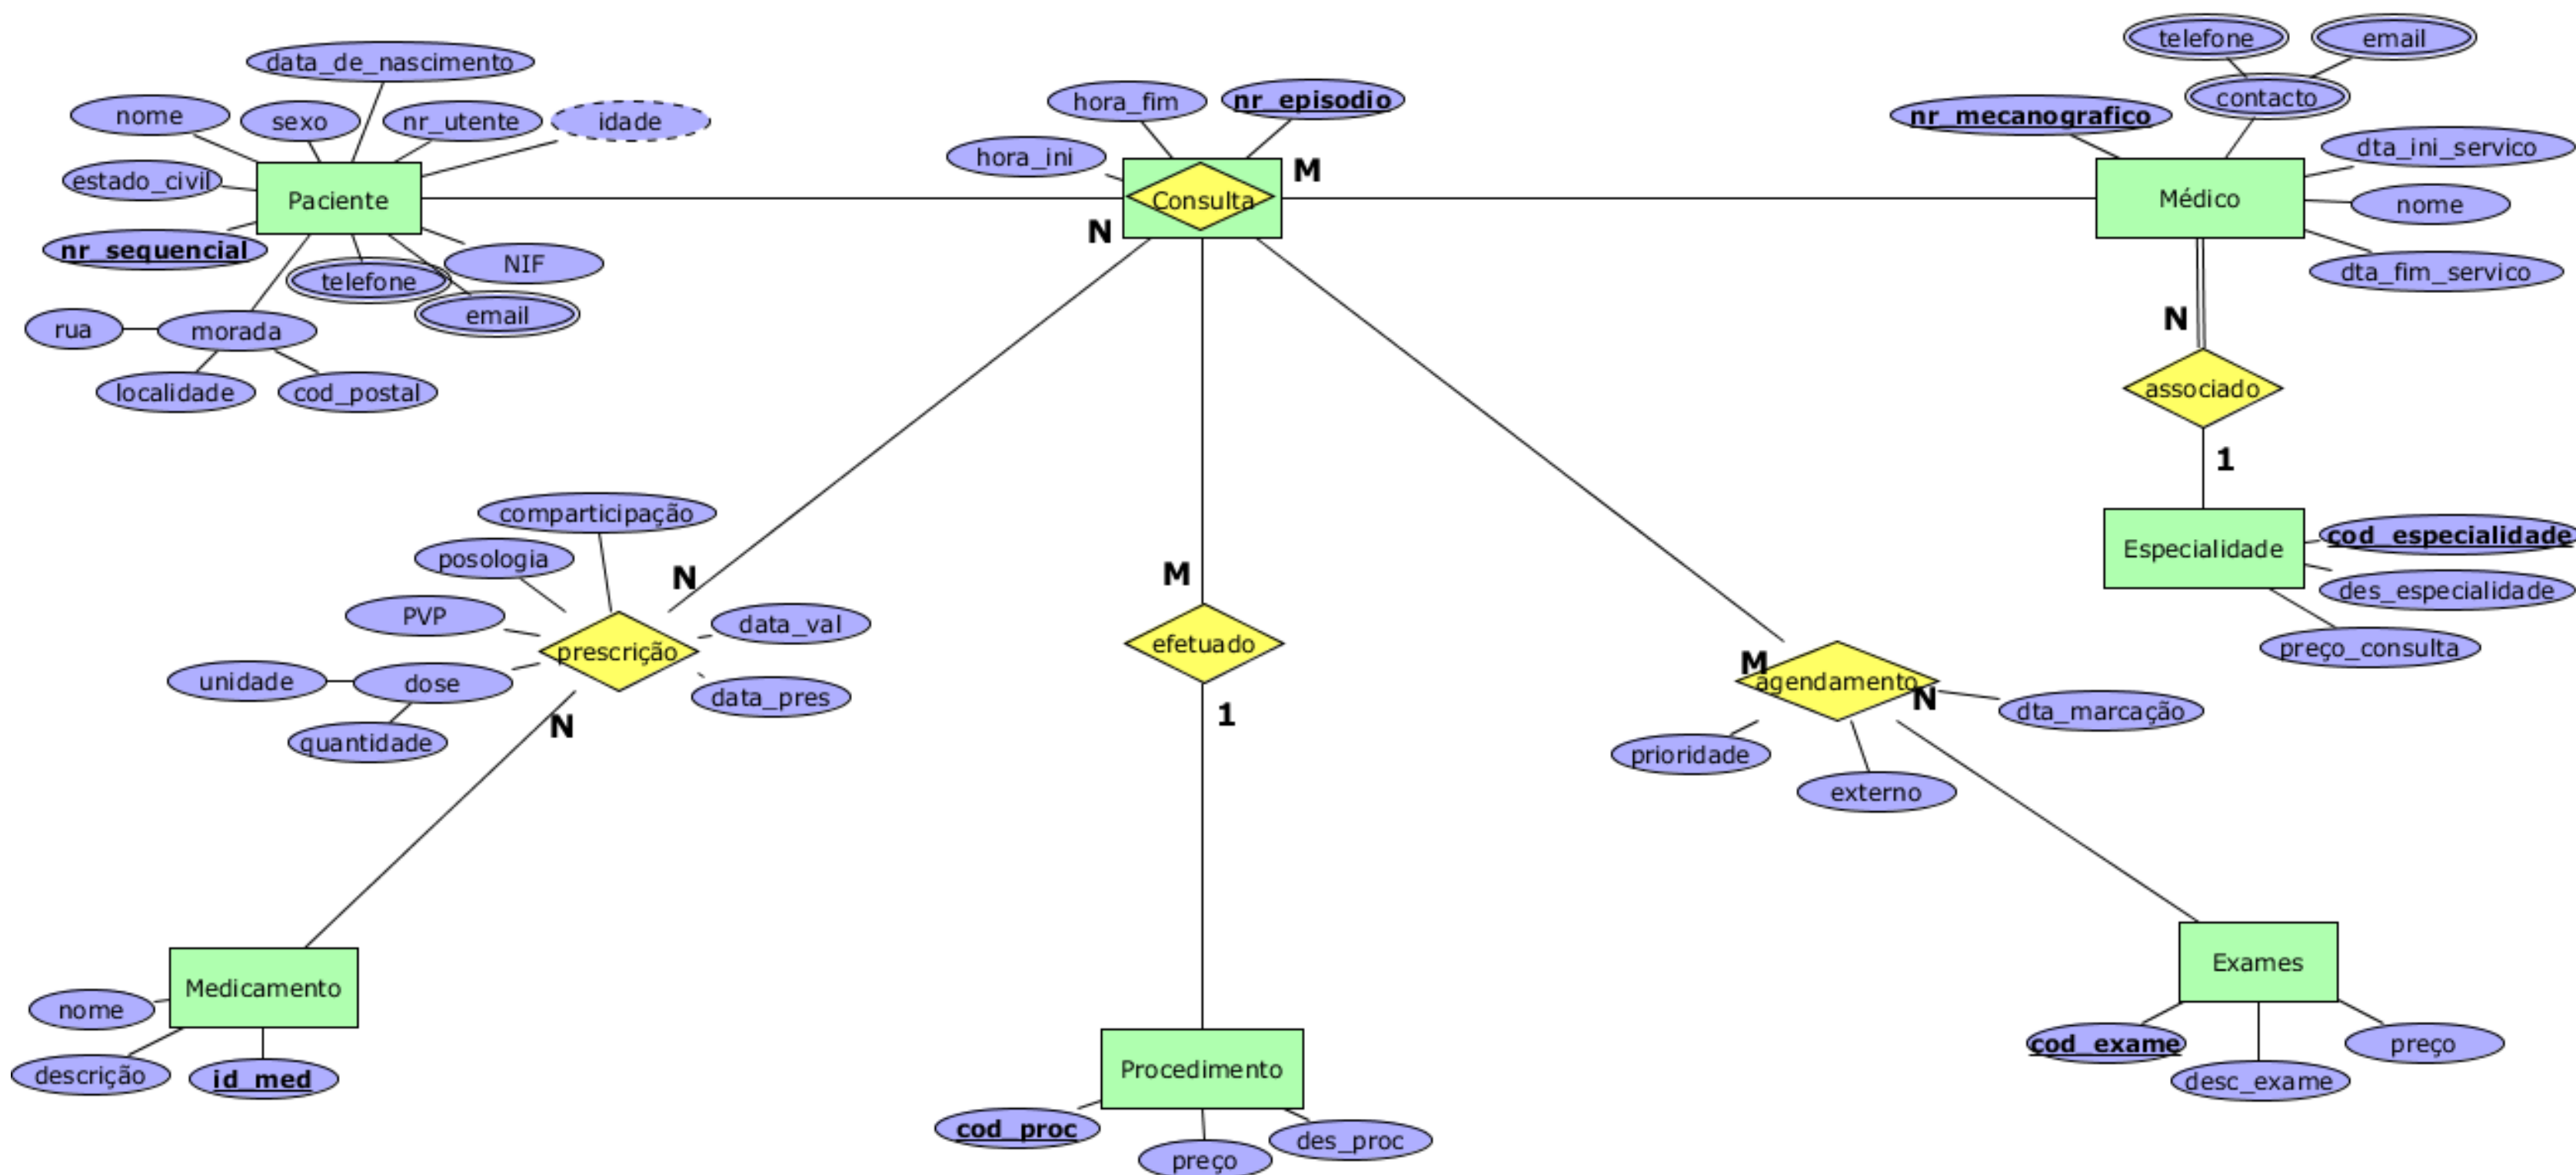 telefone
email
data_de_nascimento
contacto
hora_fim
nr_episodio
nome
sexo
nr_utente
idade
nr_mecanografico
dta_ini_servico
hora_ini
M
estado_civil
Paciente
Consulta
Médico
nome
N
nr_sequencial
NIF
telefone
dta_fim_servico
email
N
rua
morada
localidade
cod_postal
associado
1
comparticipação
cod_especialidade
Especialidade
posologia
N
M
des_especialidade
PVP
data_val
efetuado
preço_consulta
prescrição
M
unidade
dose
agendamento
N
data_pres
dta_marcação
N
1
quantidade
prioridade
externo
Exames
Medicamento
nome
cod_exame
preço
Procedimento
descrição
id_med
desc_exame
cod_proc
des_proc
preço